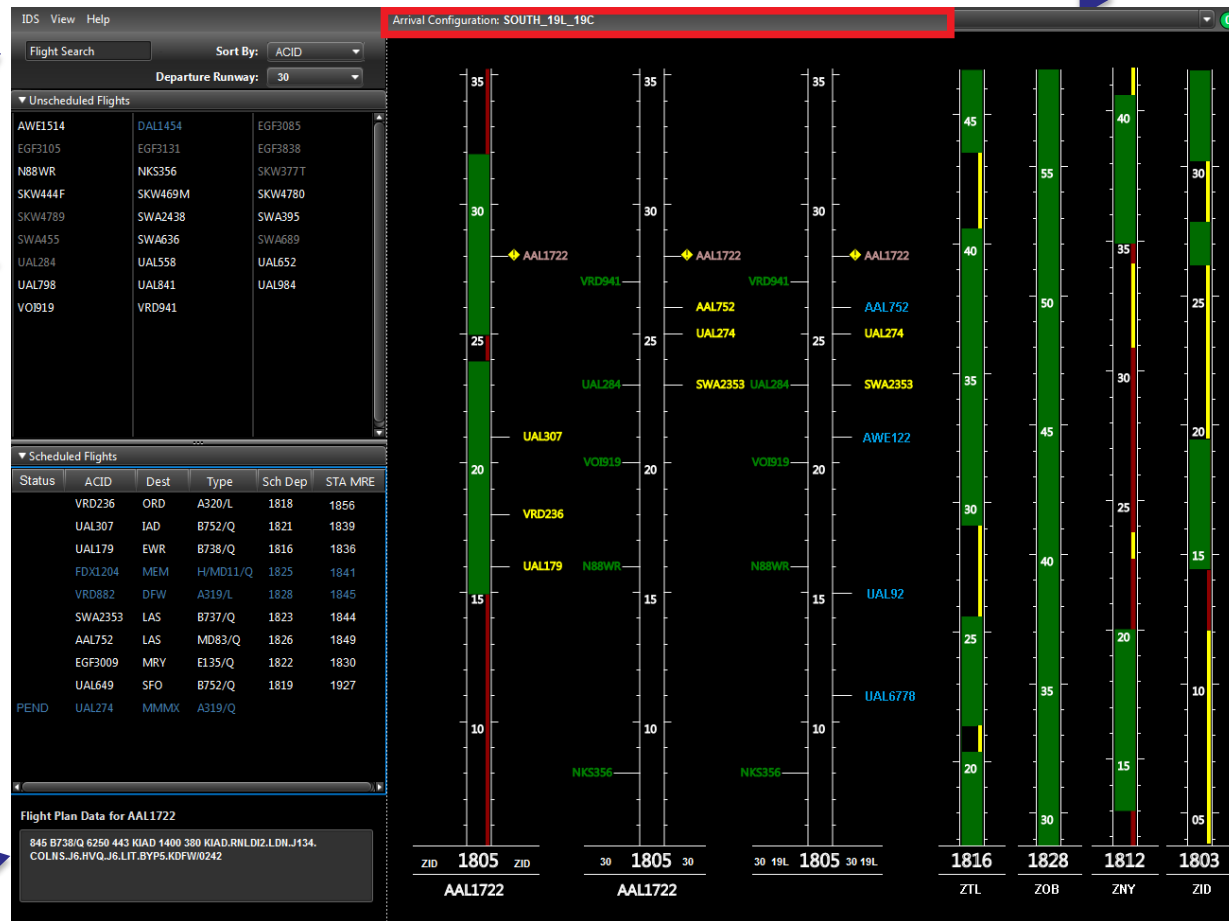 IDS View Help
Arrival Configuration: SOUTH_19L_19C
Flight Search Sort By: ACID
Departure Runway: 30
Unscheduled Flights
AWE1514 DAL1454 EGF3085
EGF3105 EGF3131 EGF3838
N88WR NKS356 SKW377T
SKW444F SKW469M SKW4780
SKW4789 SWA2438 SWA395
SWA455 SWA636 SWA689
UAL284 UAL558 UAL652
UAL798 UAL841 UAL984
VOI919 VRD941
Scheduled Flights
Status ACID Dest Type Sch Dep STA MRE
VRD236 ORD A320/L 1818 1856
UAL307 IAD B752/Q 1821 1839
UAL179 EWR B738/Q 1816 1836
FDX1204 MEM H/MD11/Q 1825 1841
VRD882 DFW A319/L 1828 1845
SWA2353 LAS B737/Q 1823 1844
AAL752 LAS MD83/Q 1826 1849
EGF3009 MRY E135/Q 1822 1830
UAL649 SFO B752/Q 1819 1927
PEND UAL274 MMMX A319/Q
Flight Plan Data for AAL1722
845 B738/Q 6250 443 KIAD 1400 380 KIAD.RNLDI2.LDN.J134.
COLNS.J6.HVQ.J6.LIT.BYP5.KDFW/0242
35
30
AAL1722
25
UAL307
20
VRD236
UAL179
15
10
ZID 1805 ZID
AAL1722
35
30
AAL1722
VRD941
AAL752
UAL274
25
UAL284 SWA2353
VOI919 20
N88WR
15
10
NKS356
30 1805 30
AAL1722
35
30
AAL1722
VRD941
AAL752
UAL274
25
UAL284 SWA2353
AWE122
VOI919 20
N88WR
15 UAL92
UAL6778
10
NKS356
30 19L 1805 30 19L
45
40
35
30
25
20
1816
ZTL
55
50
45
40
35
30
1828
ZOB
40
35
30
25
20
15
1812
ZNY
30
25
20
15
10
05
1803
ZID